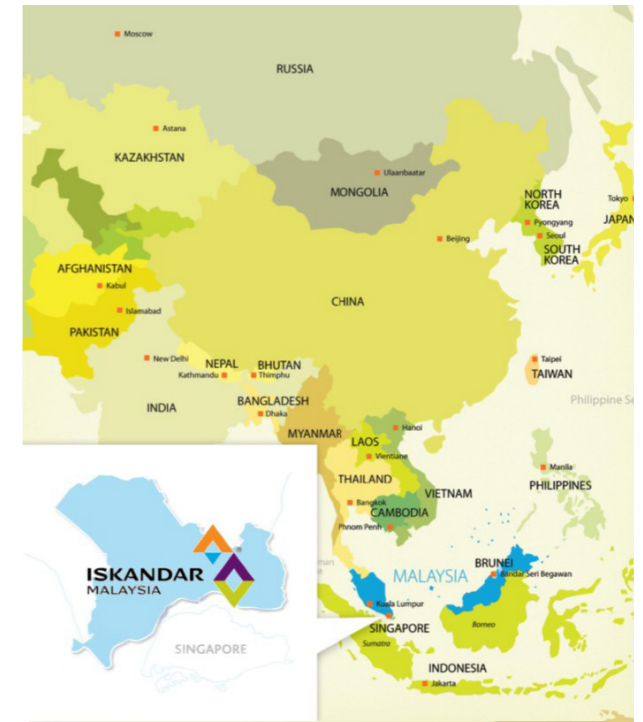 Moscow
RUSSIA
Astana
KAZAKHSTAN
Ulaanbaatar
MONGOLIA
NORTH
KOREA
Tokyo
Pyongyang
JAPAN
Seoul
Beijing
SOUTH
KOREA
AFGHANISTAN
Kabul
CHINA
Islamabad
PAKISTAN
New Delhi
NEPAL
BHUTAN
Taipei
Kathmandu
Thimphu
TAIWAN
BANGLADESH
Philippine Se
INDIA
Dhaka
Hanoi
MYANMAR
LAOS
Vientiane
Manila
THAILAND
PHILIPPINES
VIETNAM
Bangkok
CAMBODIA
Phnom Penh
BRUNEI
MALAYSIA
Bandar Seri Begawan
ISKANDAR
MALAYSIA
Kuala Lumpur
SINGAPORE
Borneo
Sumatra
SINGAPORE
INDONESIA
Jakarta